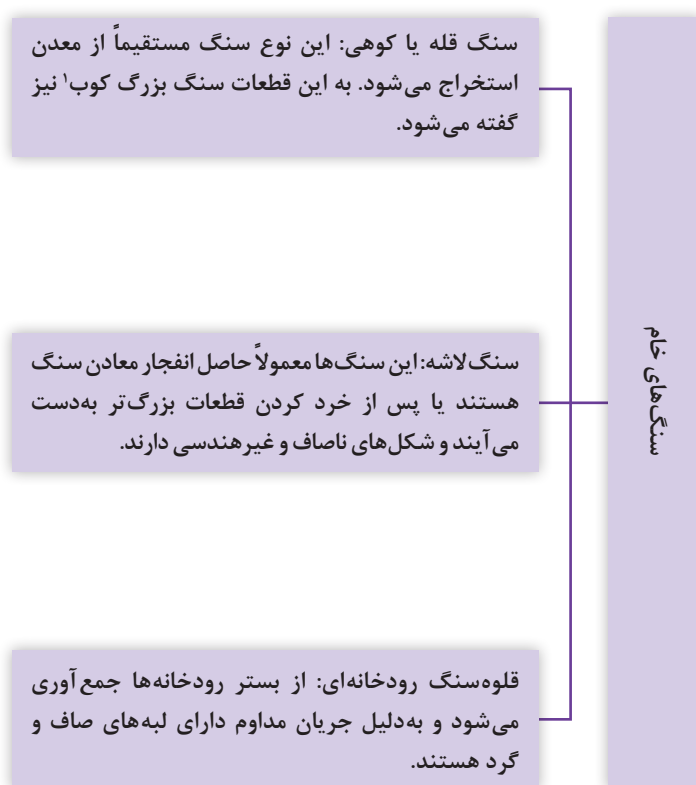 سنگ‌های خام
سنگ قله یا کوهی: این نوع سنگ مستقیماً از معدن
استخراج می‌شود. به این قطعات سنگ بزرگ کوب۱ نیز
گفته می‌شود.
سنگ لاشه: این سنگ‌ها معمولاً حاصل انفجار معادن سنگ
هستند یا پس از خرد کردن قطعات بزرگ‌تر به‌دست
می‌آیند و شکل‌های ناصاف و غیرهندسی دارند.
قلوه‌سنگ رودخانه‌ای: از بستر رودخانه‌ها جمع‌آوری
می‌شود و به‌دلیل جریان مداوم دارای لبه‌های صاف و
گرد هستند.